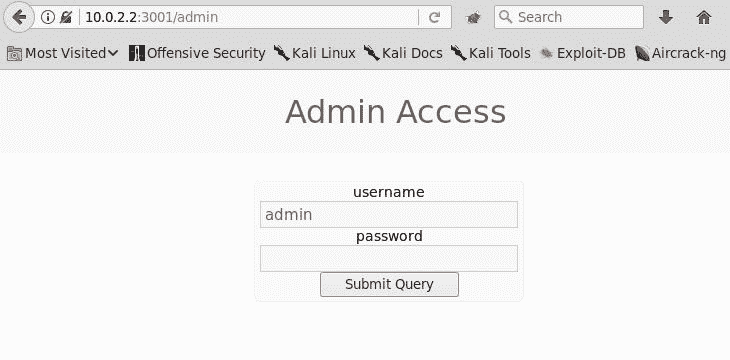 10.0.2.2:3001/admin
Search
Most Visited Offensive Security Kali Linux Kali Docs Kali Tools Exploit-DB Aircrack-ng
Admin Access
username
admin
password
Submit Query